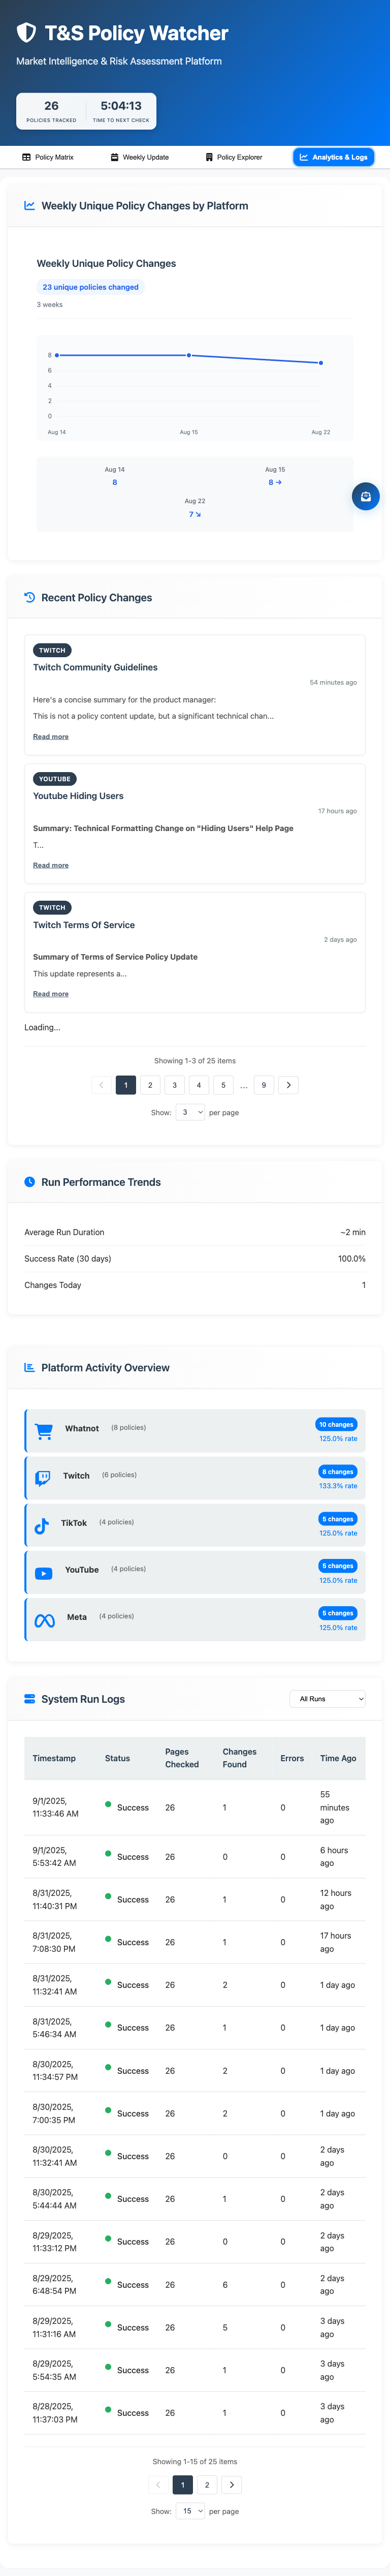 T&S Policy Watcher
Market Intelligence & Risk Assessment Platform
26
POLICIES TRACKED
5:04:13
TIME TO NEXT CHECK
Policy Matrix
Weekly Update
Policy Explorer
Analytics & Logs
Weekly Unique Policy Changes by Platform
Weekly Unique Policy Changes
23 unique policies changed
3 weeks
8
6
4
2
0
Aug 14
Aug 15
Aug 22
Aug 14
8
Aug 15
8 →
Aug 22
7 ↘
Recent Policy Changes
TWITCH
Twitch Community Guidelines
54 minutes ago
Here's a concise summary for the product manager:
This is not a policy content update, but a significant technical chan...
Read more
YOUTUBE
Youtube Hiding Users
17 hours ago
Summary: Technical Formatting Change on "Hiding Users" Help Page
T...
Read more
TWITCH
Twitch Terms Of Service
2 days ago
Summary of Terms of Service Policy Update
This update represents a...
Read more
Loading...
Showing 1-3 of 25 items
1 2 3 4 5 ... 9
Show: 3 per page
Run Performance Trends
Average Run Duration ~2 min
Success Rate (30 days) 100.0%
Changes Today 1
Platform Activity Overview
Whatnot (8 policies) 10 changes
125.0% rate
Twitch (6 policies) 8 changes
133.3% rate
TikTok (4 policies) 5 changes
125.0% rate
YouTube (4 policies) 5 changes
125.0% rate
Meta (4 policies) 5 changes
125.0% rate
System Run Logs
All Runs
Timestamp Status Pages Checked Changes Found Errors Time Ago
9/1/2025, 11:33:46 AM Success 26 1 0 55 minutes ago
9/1/2025, 5:53:42 AM Success 26 0 0 6 hours ago
8/31/2025, 11:40:31 PM Success 26 1 0 12 hours ago
8/31/2025, 7:08:30 PM Success 26 1 0 17 hours ago
8/31/2025, 11:32:41 AM Success 26 2 0 1 day ago
8/31/2025, 5:46:34 AM Success 26 1 0 1 day ago
8/30/2025, 11:34:57 PM Success 26 2 0 1 day ago
8/30/2025, 7:00:35 PM Success 26 2 0 1 day ago
8/30/2025, 11:32:41 AM Success 26 0 0 2 days ago
8/30/2025, 5:44:44 AM Success 26 1 0 2 days ago
8/29/2025, 11:33:12 PM Success 26 0 0 2 days ago
8/29/2025, 6:48:54 PM Success 26 6 0 2 days ago
8/29/2025, 11:31:16 AM Success 26 5 0 3 days ago
8/29/2025, 5:54:35 AM Success 26 1 0 3 days ago
8/28/2025, 11:37:03 PM Success 26 1 0 3 days ago
Showing 1-15 of 25 items
1 2
Show: 15 per page